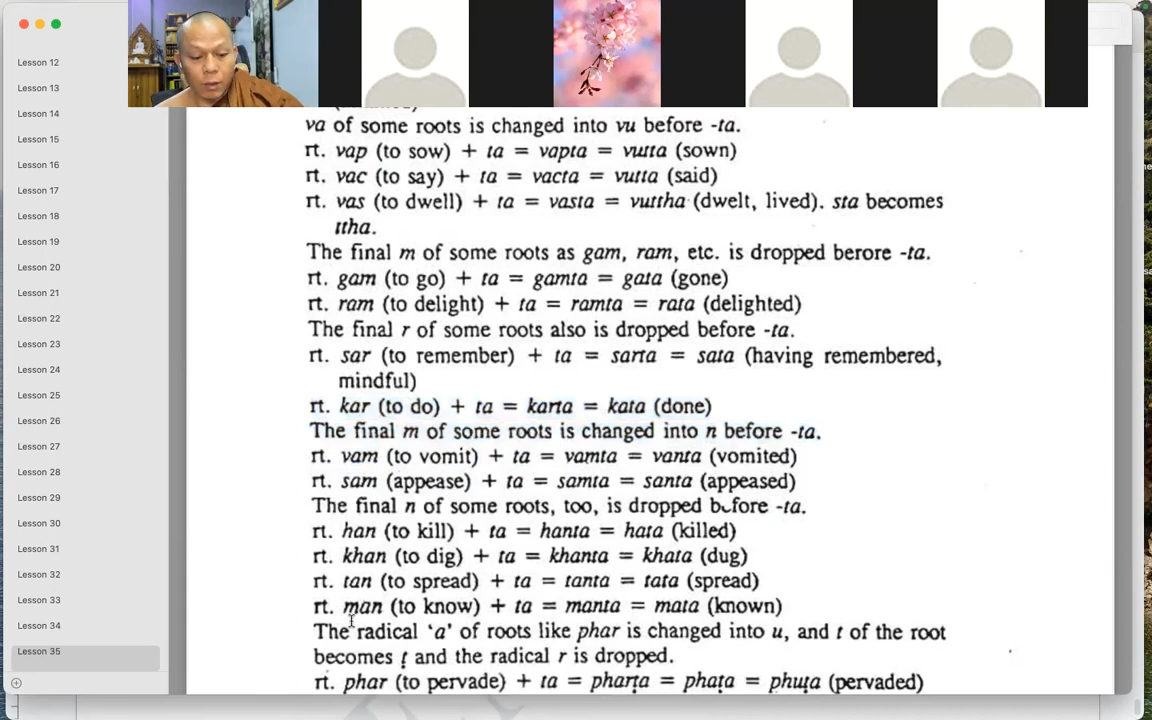 Lesson 12
Lesson 13
Lesson 14
Lesson 15
Lesson 16
Lesson 17
Lesson 18
Lesson 19
Lesson 20
Lesson 21
Lesson 22
Lesson 23
Lesson 24
Lesson 25
Lesson 26
Lesson 27
Lesson 28
Lesson 29
Lesson 30
Lesson 31
Lesson 32
Lesson 33
Lesson 34
Lesson 35
va of some roots is changed into vu before -ta.
rt. vap (to sow) + ta = vapta = vutta (sown)
rt. vac (to say) + ta = vacta = vutta (said)
rt. vas (to dwell) + ta = vasta = vuttha (dwelt, lived). sta becomes
ttha.
The final m of some roots as gam, ram, etc. is dropped berore -ta.
rt. gam (to go) + ta = gamta = gata (gone)
rt. ram (to delight) + ta = ramta = rata (delighted)
The final r of some roots also is dropped before -ta.
rt. sar (to remember) + ta = sarta = sata (having remembered,
mindful)
rt. kar (to do) + ta = karta = kata (done)
The final m of some roots is changed into n before -ta.
rt. vam (to vomit) + ta = vamta = vanta (vomited)
rt. sam (appease) + ta = samta = santa (appeased)
The final n of some roots, too, is dropped before -ta.
rt. han (to kill) + ta = hanta = hata (killed)
rt. khan (to dig) + ta = khanta = khata (dug)
rt. tan (to spread) + ta = tanta = tata (spread)
rt. man (to know) + ta = manta = mata (known)
The radical ‘a’ of roots like phar is changed into u, and t of the root
becomes ṭ and the radical r is dropped.
rt. phar (to pervade) + ta = pharṭa = phaṭa = phuṭa (pervaded)